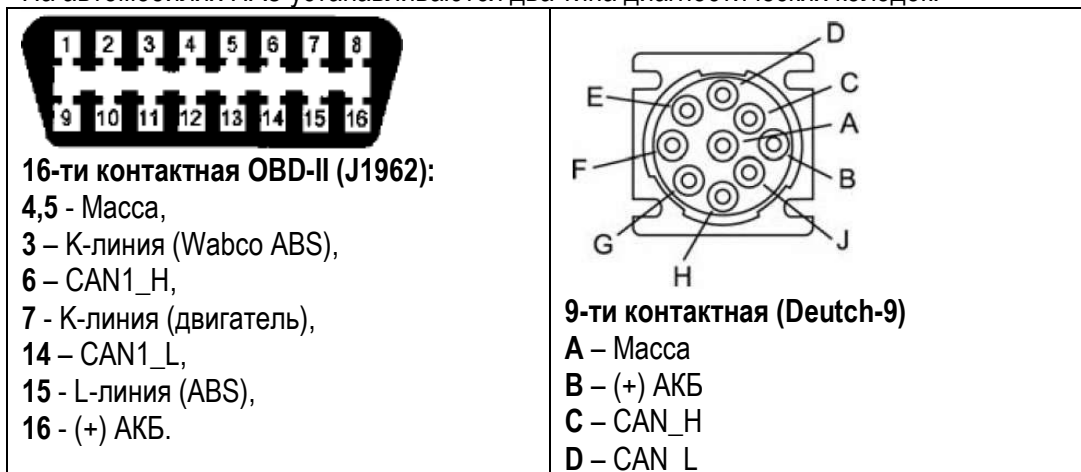 1 2 3 4 5 6 7 8
9 10 11 12 13 14 15 16
16-ти контактная OBD-II (J1962):
4,5 - Масса,
3 – К-линия (Wabco ABS),
6 – CAN1_H,
7 - К-линия (двигатель),
14 – CAN1_L,
15 - L-линия (ABS),
16 - (+) АКБ.
D
C
E
A
F
B
G
J
H
9-ти контактная (Deutch-9)
A – Масса
B – (+) АКБ
C – CAN_H
D – CAN_L